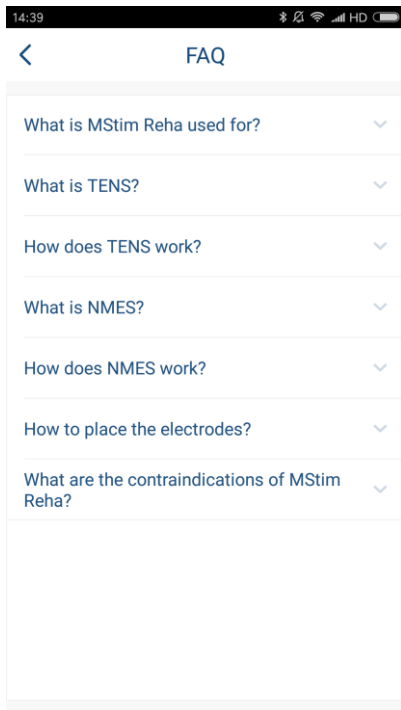 14:39
HD
FAQ
What is MStim Reha used for?
What is TENS?
How does TENS work?
What is NMES?
How does NMES work?
How to place the electrodes?
What are the contraindications of MStim
Reha?